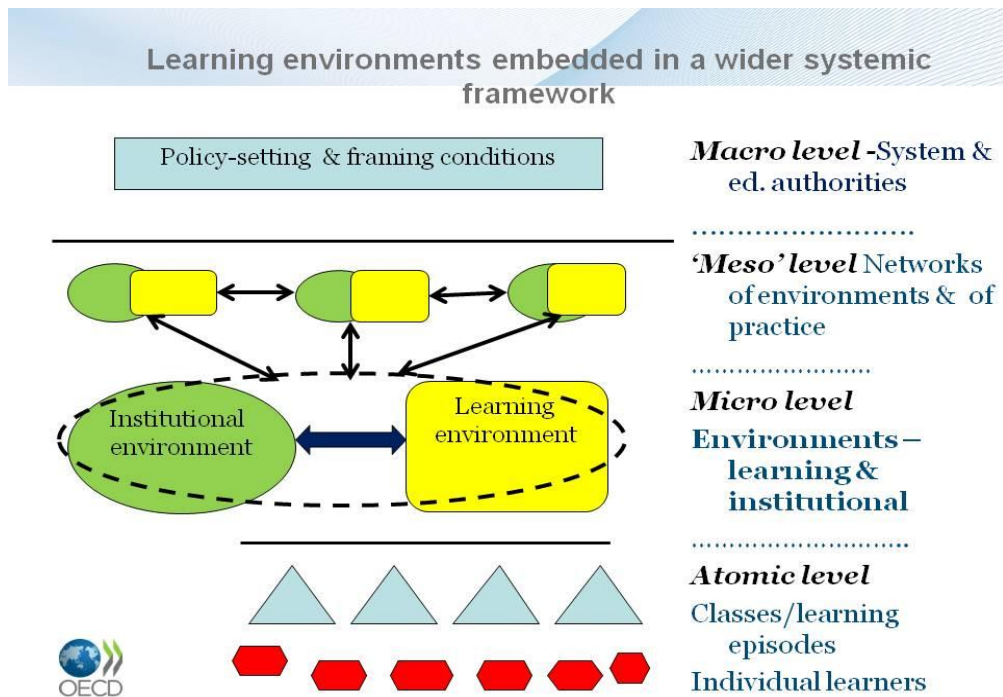 Learning environments embedded in a wider systemic
framework
Policy-setting & framing conditions
Macro level -System &
ed. authorities
……………………….
‘Meso’ level Networks
of environments & of
practice
……………………
Institutional
environment
Learning
environment
Micro level
Environments –
learning &
institutional
………………………..
Atomic level
Classes/learning
episodes
Individual learners
OECD